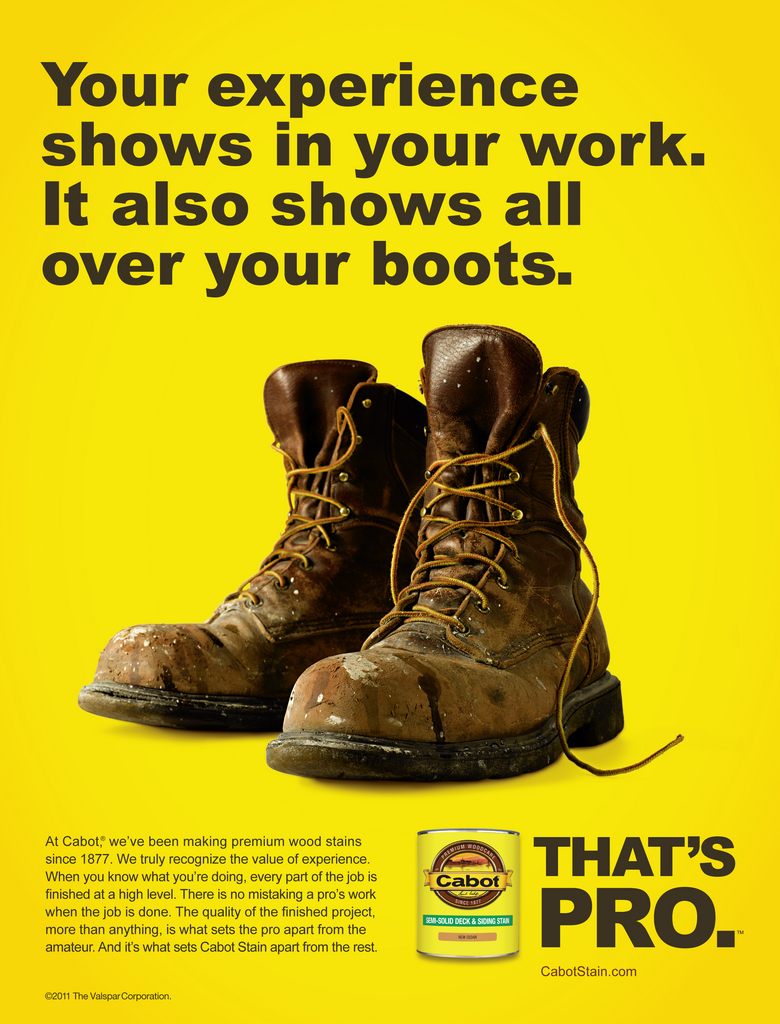 Your experience
shows in your work.
It also shows all
over your boots.
At Cabot,® we've been making premium wood stains
since 1877. We truly recognize the value of experience.
When you know what you're doing, every part of the job is
finished at a high level. There is no mistaking a pro's work
when the job is done. The quality of the finished project,
more than anything, is what sets the pro apart from the
amateur. And it's what sets Cabot Stain apart from the rest.
PREMIUM WOODCARE
Cabot
SINCE 1877
SEMI-SOLID DECK & SIDING STAIN
NEW CEDAR
THAT'S
PRO.™
CabotStain.com
©2011 The Valspar Corporation.